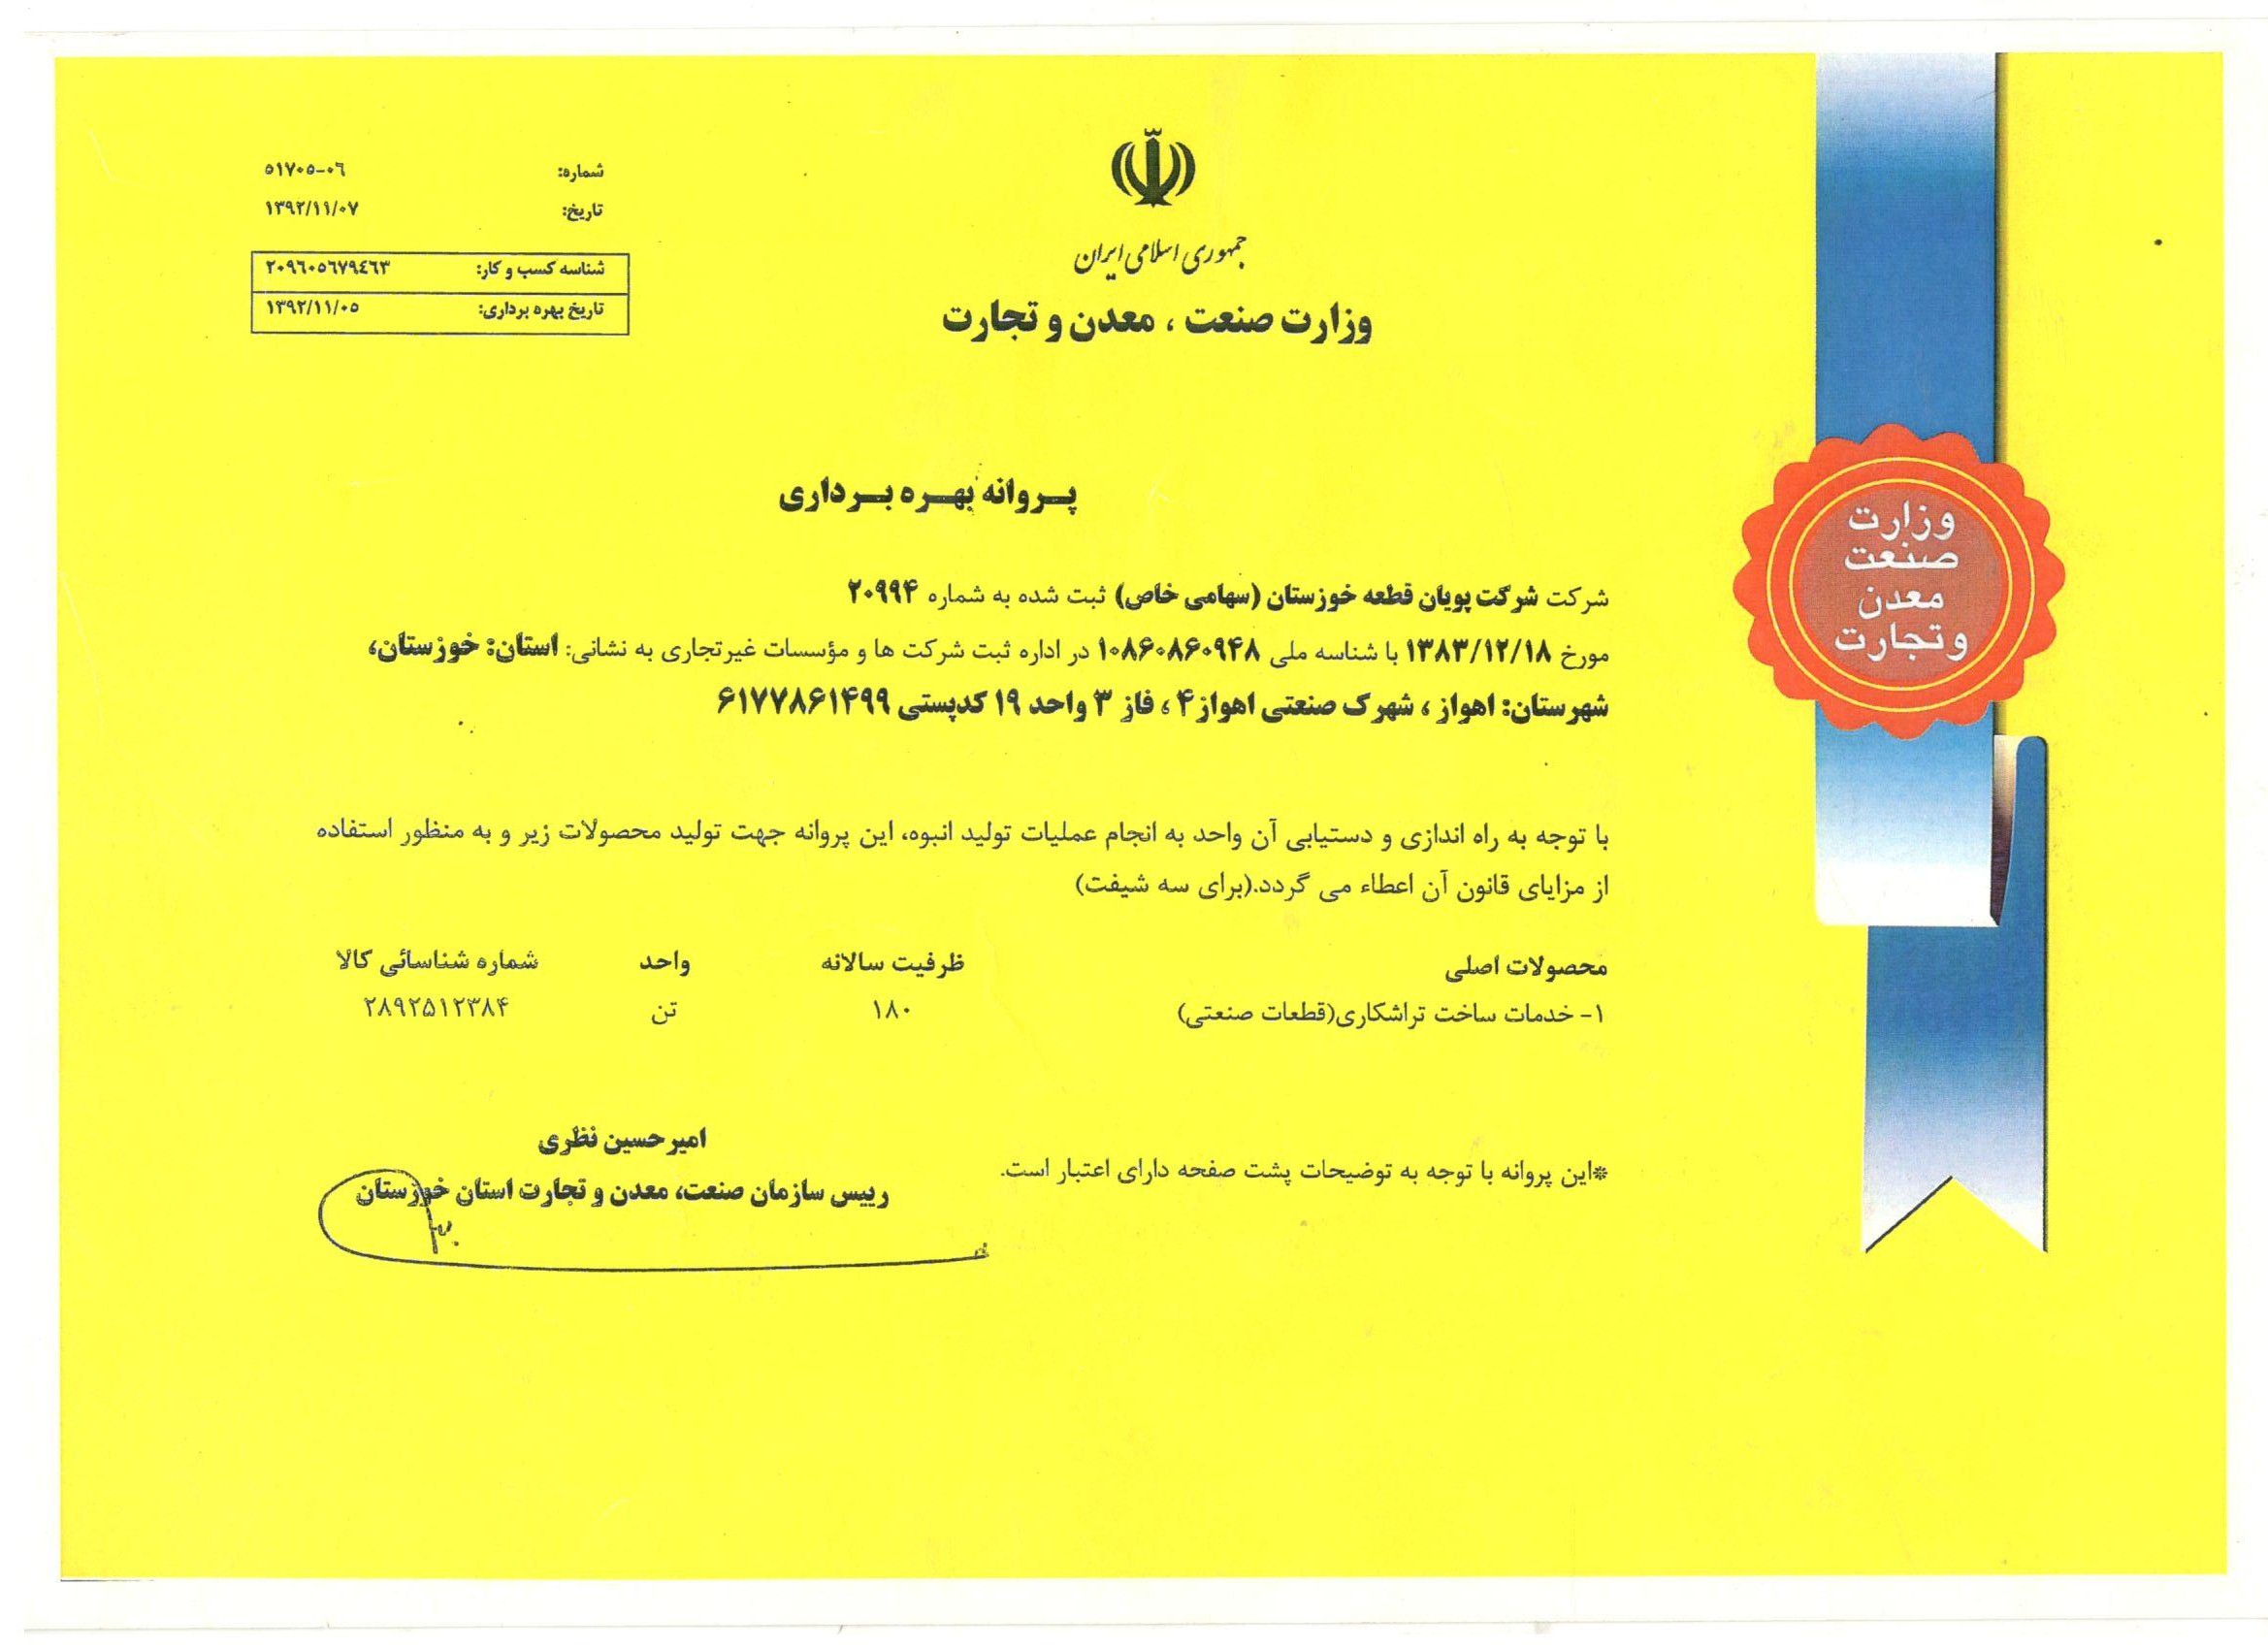 جمهوری اسلامی ایران
وزارت صنعت ، معدن و تجارت
شماره: ۵۱۷۰۵-۰۶
تاریخ: ۱۳۹۲/۱۱/۰۷
شناسه کسب و کار: ۲۰۹٦۰۵٦۷۹٤٦۳
تاریخ بهره برداری: ۱۳۹۲/۱۱/۰۵
وزارت
صنعت
معدن
و تجارت
پروانه بهره برداری
شرکت شرکت پویان قطعه خوزستان (سهامی خاص) ثبت شده به شماره ۲۰۹۹۴
مورخ ۱۳۸۳/۱۲/۱۸ با شناسه ملی ۱۰۸۶۰۸۶۰۹۴۸ در اداره ثبت شرکت ها و مؤسسات غیرتجاری به نشانی: استان: خوزستان،
شهرستان: اهواز ، شهرک صنعتی اهواز۴ ، فاز ۳ واحد ۱۹ کدپستی ۶۱۷۷۸۶۱۴۹۹
با توجه به راه اندازی و دستیابی آن واحد به انجام عملیات تولید انبوه، این پروانه جهت تولید محصولات زیر و به منظور استفاده
از مزایای قانون آن اعطاء می گردد.(برای سه شیفت)
محصولات اصلی ظرفیت سالانه واحد شماره شناسائی کالا
۱- خدمات ساخت تراشکاری(قطعات صنعتی) ۱۸۰ تن ۲۸۹۲۵۱۲۳۸۴
*این پروانه با توجه به توضیحات پشت صفحه دارای اعتبار است.
امیرحسین نظری
رییس سازمان صنعت، معدن و تجارت استان خوزستان